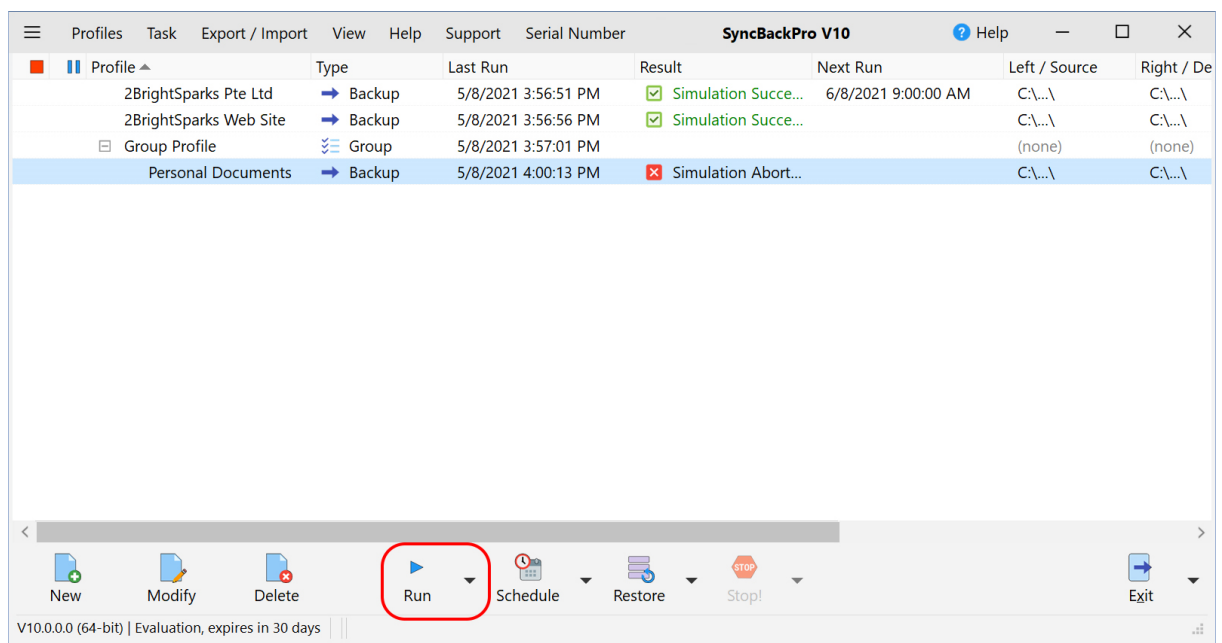 Profiles Task Export / Import View Help Support Serial Number SyncBackPro V10 ? Help
Profile Type Last Run Result Next Run Left / Source Right / De
2BrightSparks Pte Ltd Backup 5/8/2021 3:56:51 PM Simulation Succe... 6/8/2021 9:00:00 AM C:\...\ C:\...\
2BrightSparks Web Site Backup 5/8/2021 3:56:56 PM Simulation Succe... C:\...\ C:\...\
Group Profile Group 5/8/2021 3:57:01 PM (none) (none)
Personal Documents Backup 5/8/2021 4:00:13 PM Simulation Abort... C:\...\ C:\...\
STOP
New Modify Delete Run Schedule Restore Stop! Exit
V10.0.0.0 (64-bit) | Evaluation, expires in 30 days